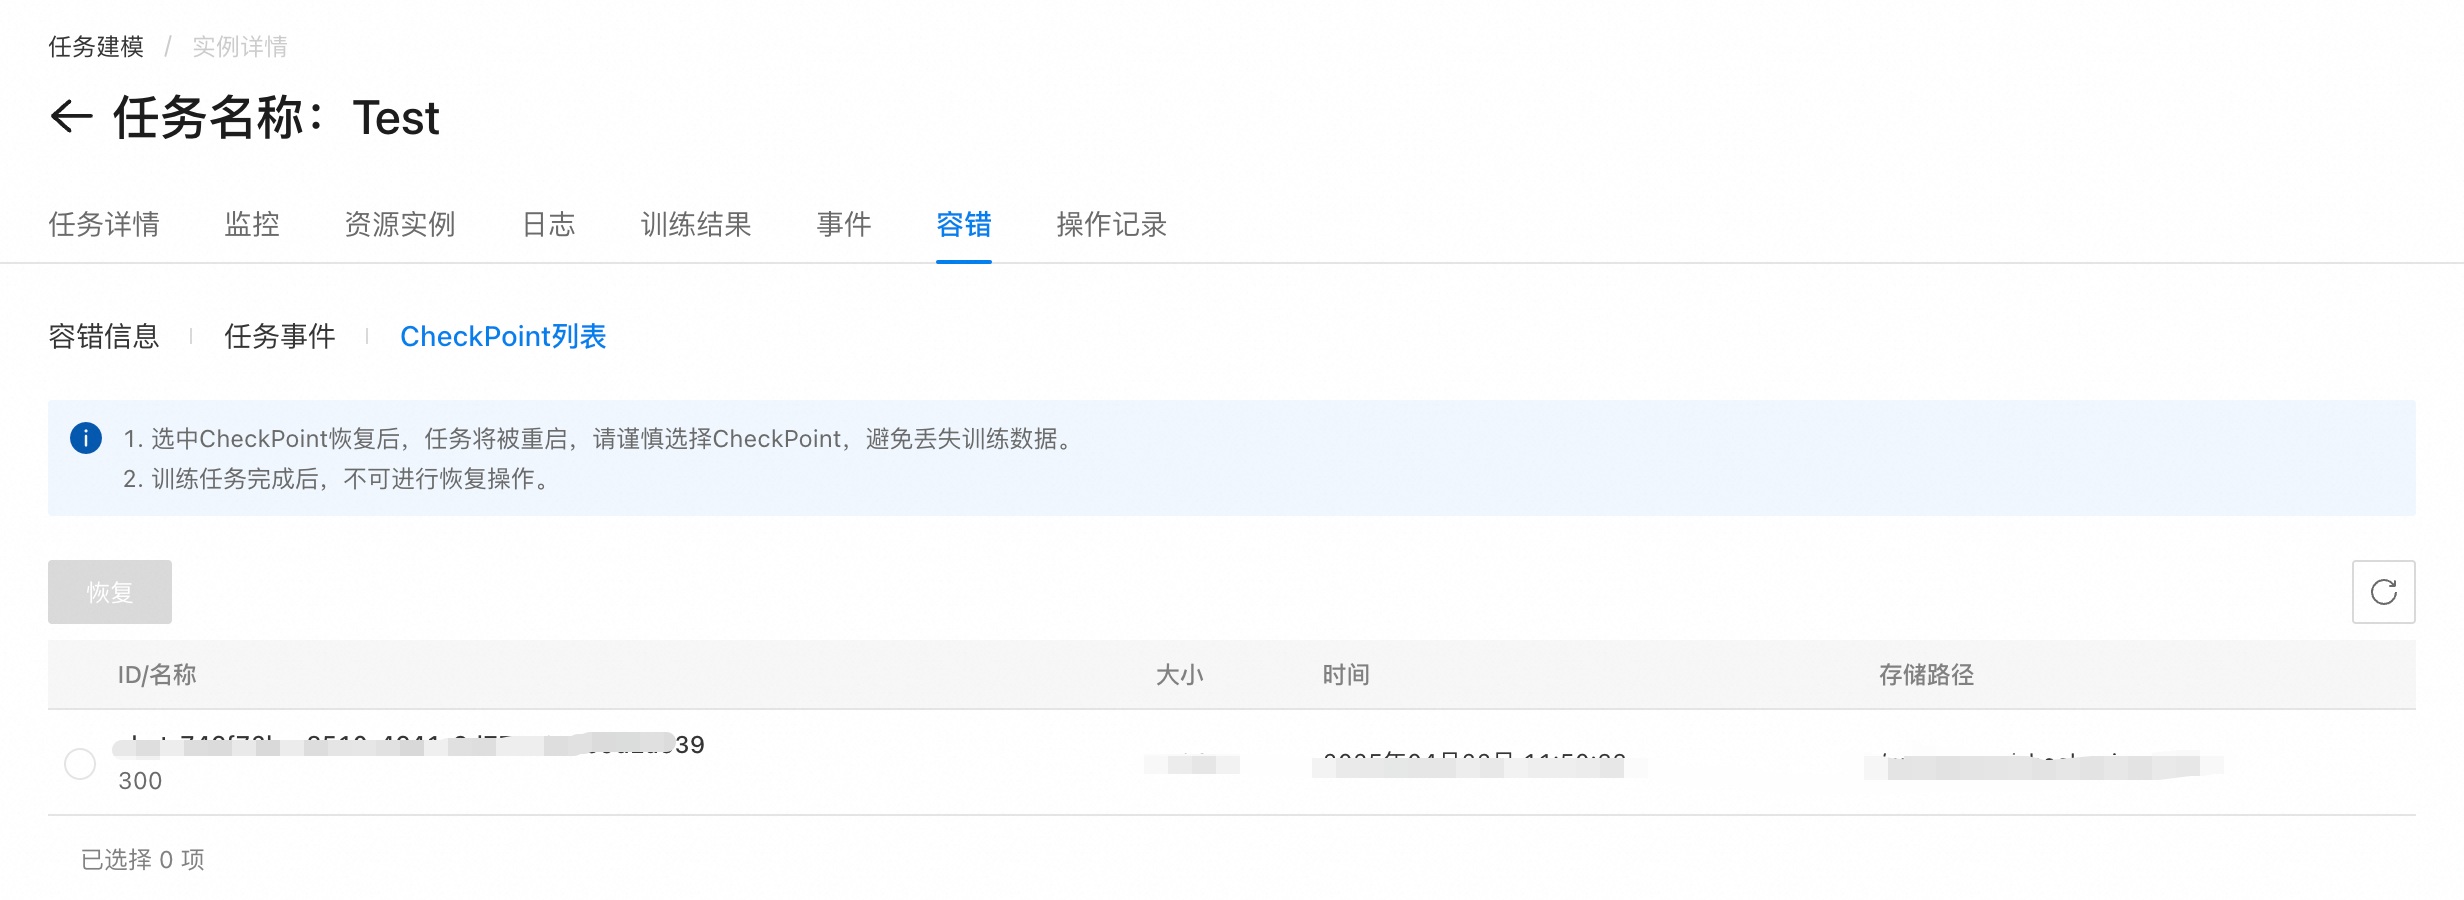 任务建模 / 实例详情
任务名称：Test
任务详情 监控 资源实例 日志 训练结果 事件 容错 操作记录
容错信息 任务事件 CheckPoint列表
1. 选中CheckPoint恢复后，任务将被重启，请谨慎选择CheckPoint，避免丢失训练数据。
2. 训练任务完成后，不可进行恢复操作。
恢复
ID/名称 大小 时间 存储路径
300
已选择 0 项